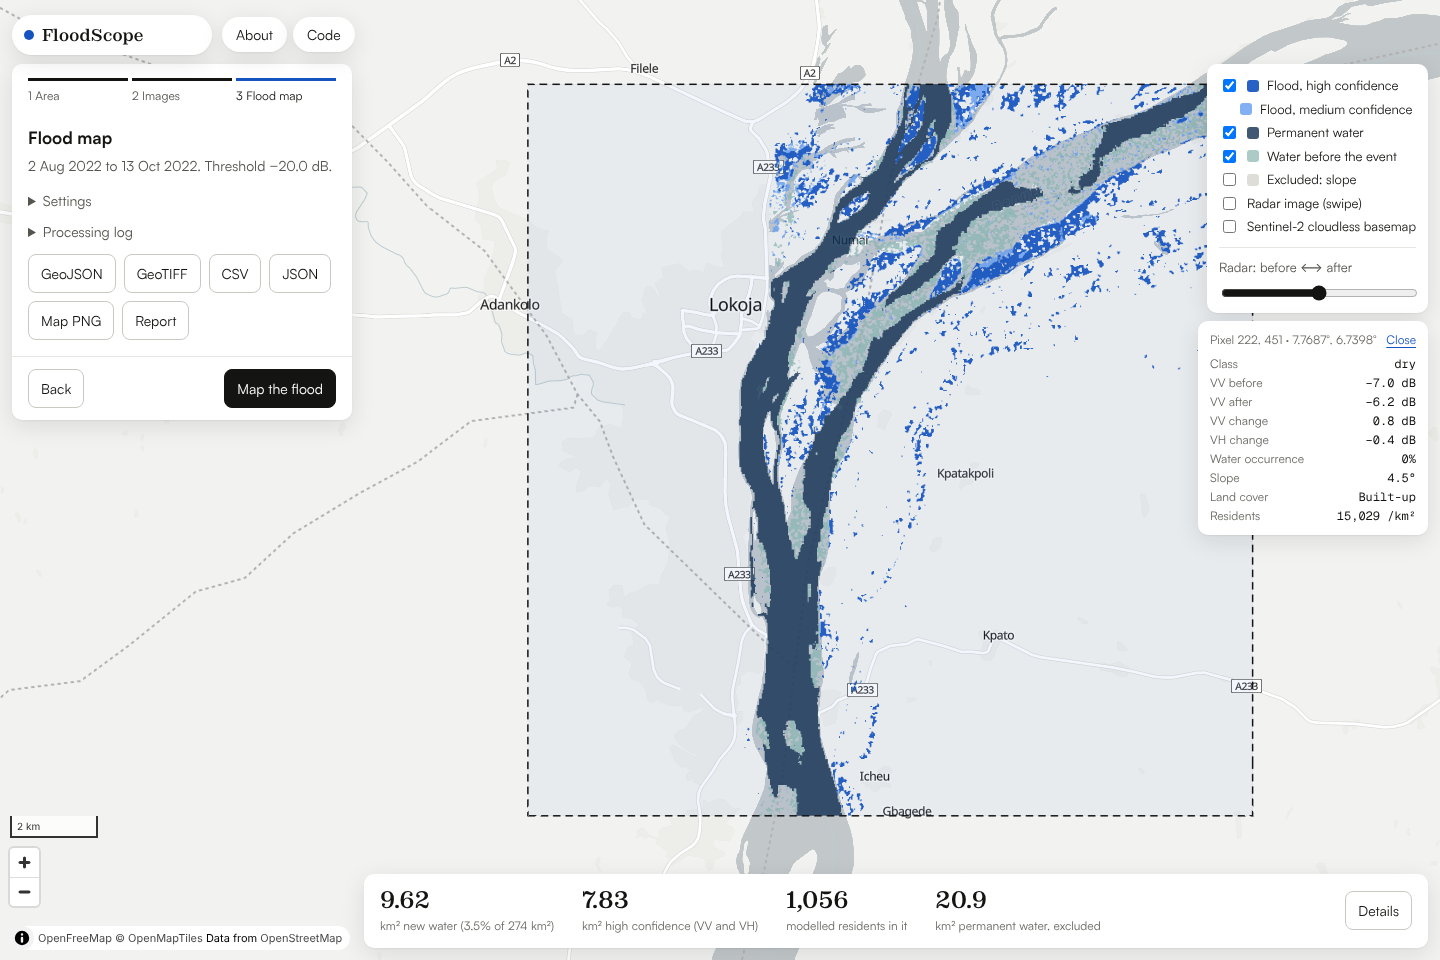 FloodScope
About
Code
1 Area
2 Images
3 Flood map
Flood map
2 Aug 2022 to 13 Oct 2022. Threshold −20.0 dB.
Settings
Processing log
GeoJSON
GeoTIFF
CSV
JSON
Map PNG
Report
Back
Map the flood
A2
Filele
A2
A233
Numai
Adankolo
Lokoja
A233
Kpatakpoli
A233
Kpato
A233
A233
Icheu
Gbagede
Flood, high confidence
Flood, medium confidence
Permanent water
Water before the event
Excluded: slope
Radar image (swipe)
Sentinel-2 cloudless basemap
Radar: before ⟷ after
Pixel 222, 451 · 7.7687°, 6.7398°
Close
Class dry
VV before −7.0 dB
VV after −6.2 dB
VV change 0.8 dB
VH change −0.4 dB
Water occurrence 0%
Slope 4.5°
Land cover Built-up
Residents 15,029 /km²
2 km
+
−
OpenFreeMap © OpenMapTiles Data from OpenStreetMap
9.62
km² new water (3.5% of 274 km²)
7.83
km² high confidence (VV and VH)
1,056
modelled residents in it
20.9
km² permanent water, excluded
Details